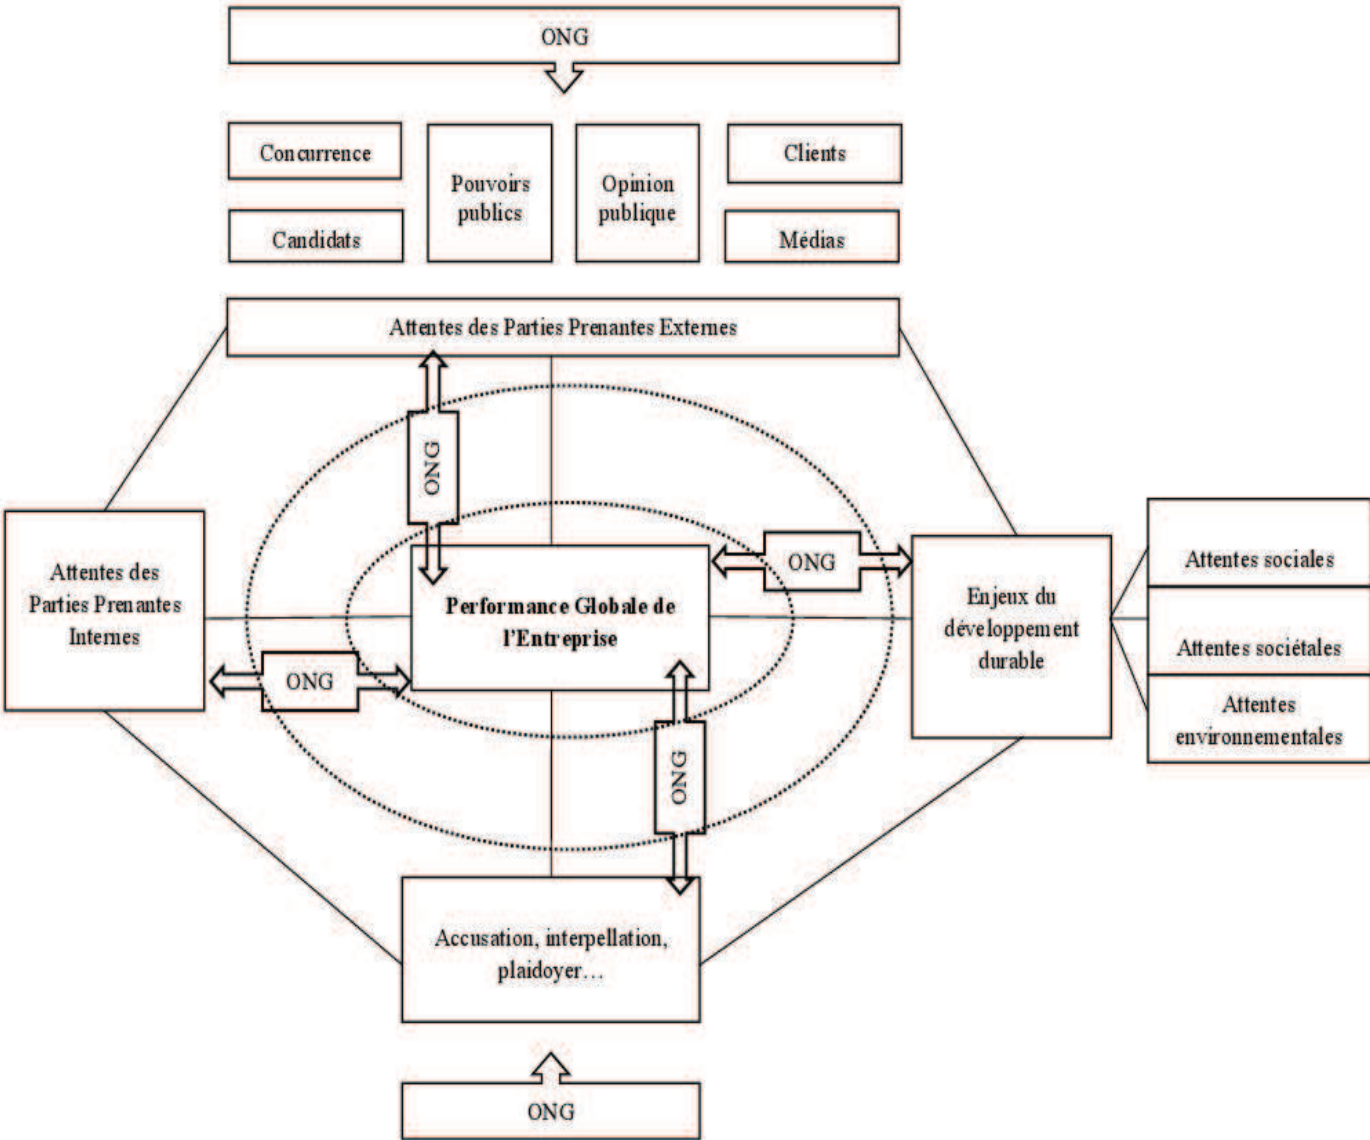 ONG
Concurrence
Pouvoirs
publics
Opinion
publique
Clients
Candidats
Médias
Attentes des Parties Prenantes Externes
ONG
Attentes des
Parties Prenantes
Internes
Performance Globale de
l'Entreprise
ONG
Enjeux du
développement
durable
Attentes sociales
Attentes sociétales
Attentes
environnementales
ONG
ONG
Accusation, interpellation,
plaidoyer…
ONG